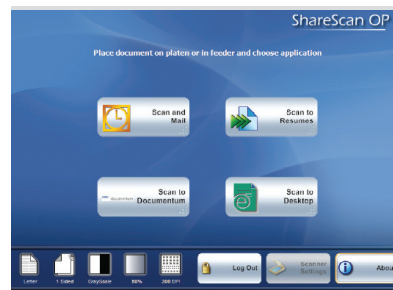 ShareScan OP
Place document on platen or in feeder and choose application
Scan and
Mail
Scan to
Resumes
Scan to
Documentum
Scan to
Desktop
Letter
1 Sided
GrayScale
50%
200 DPI
Log Out
Scanner
Settings
Abou